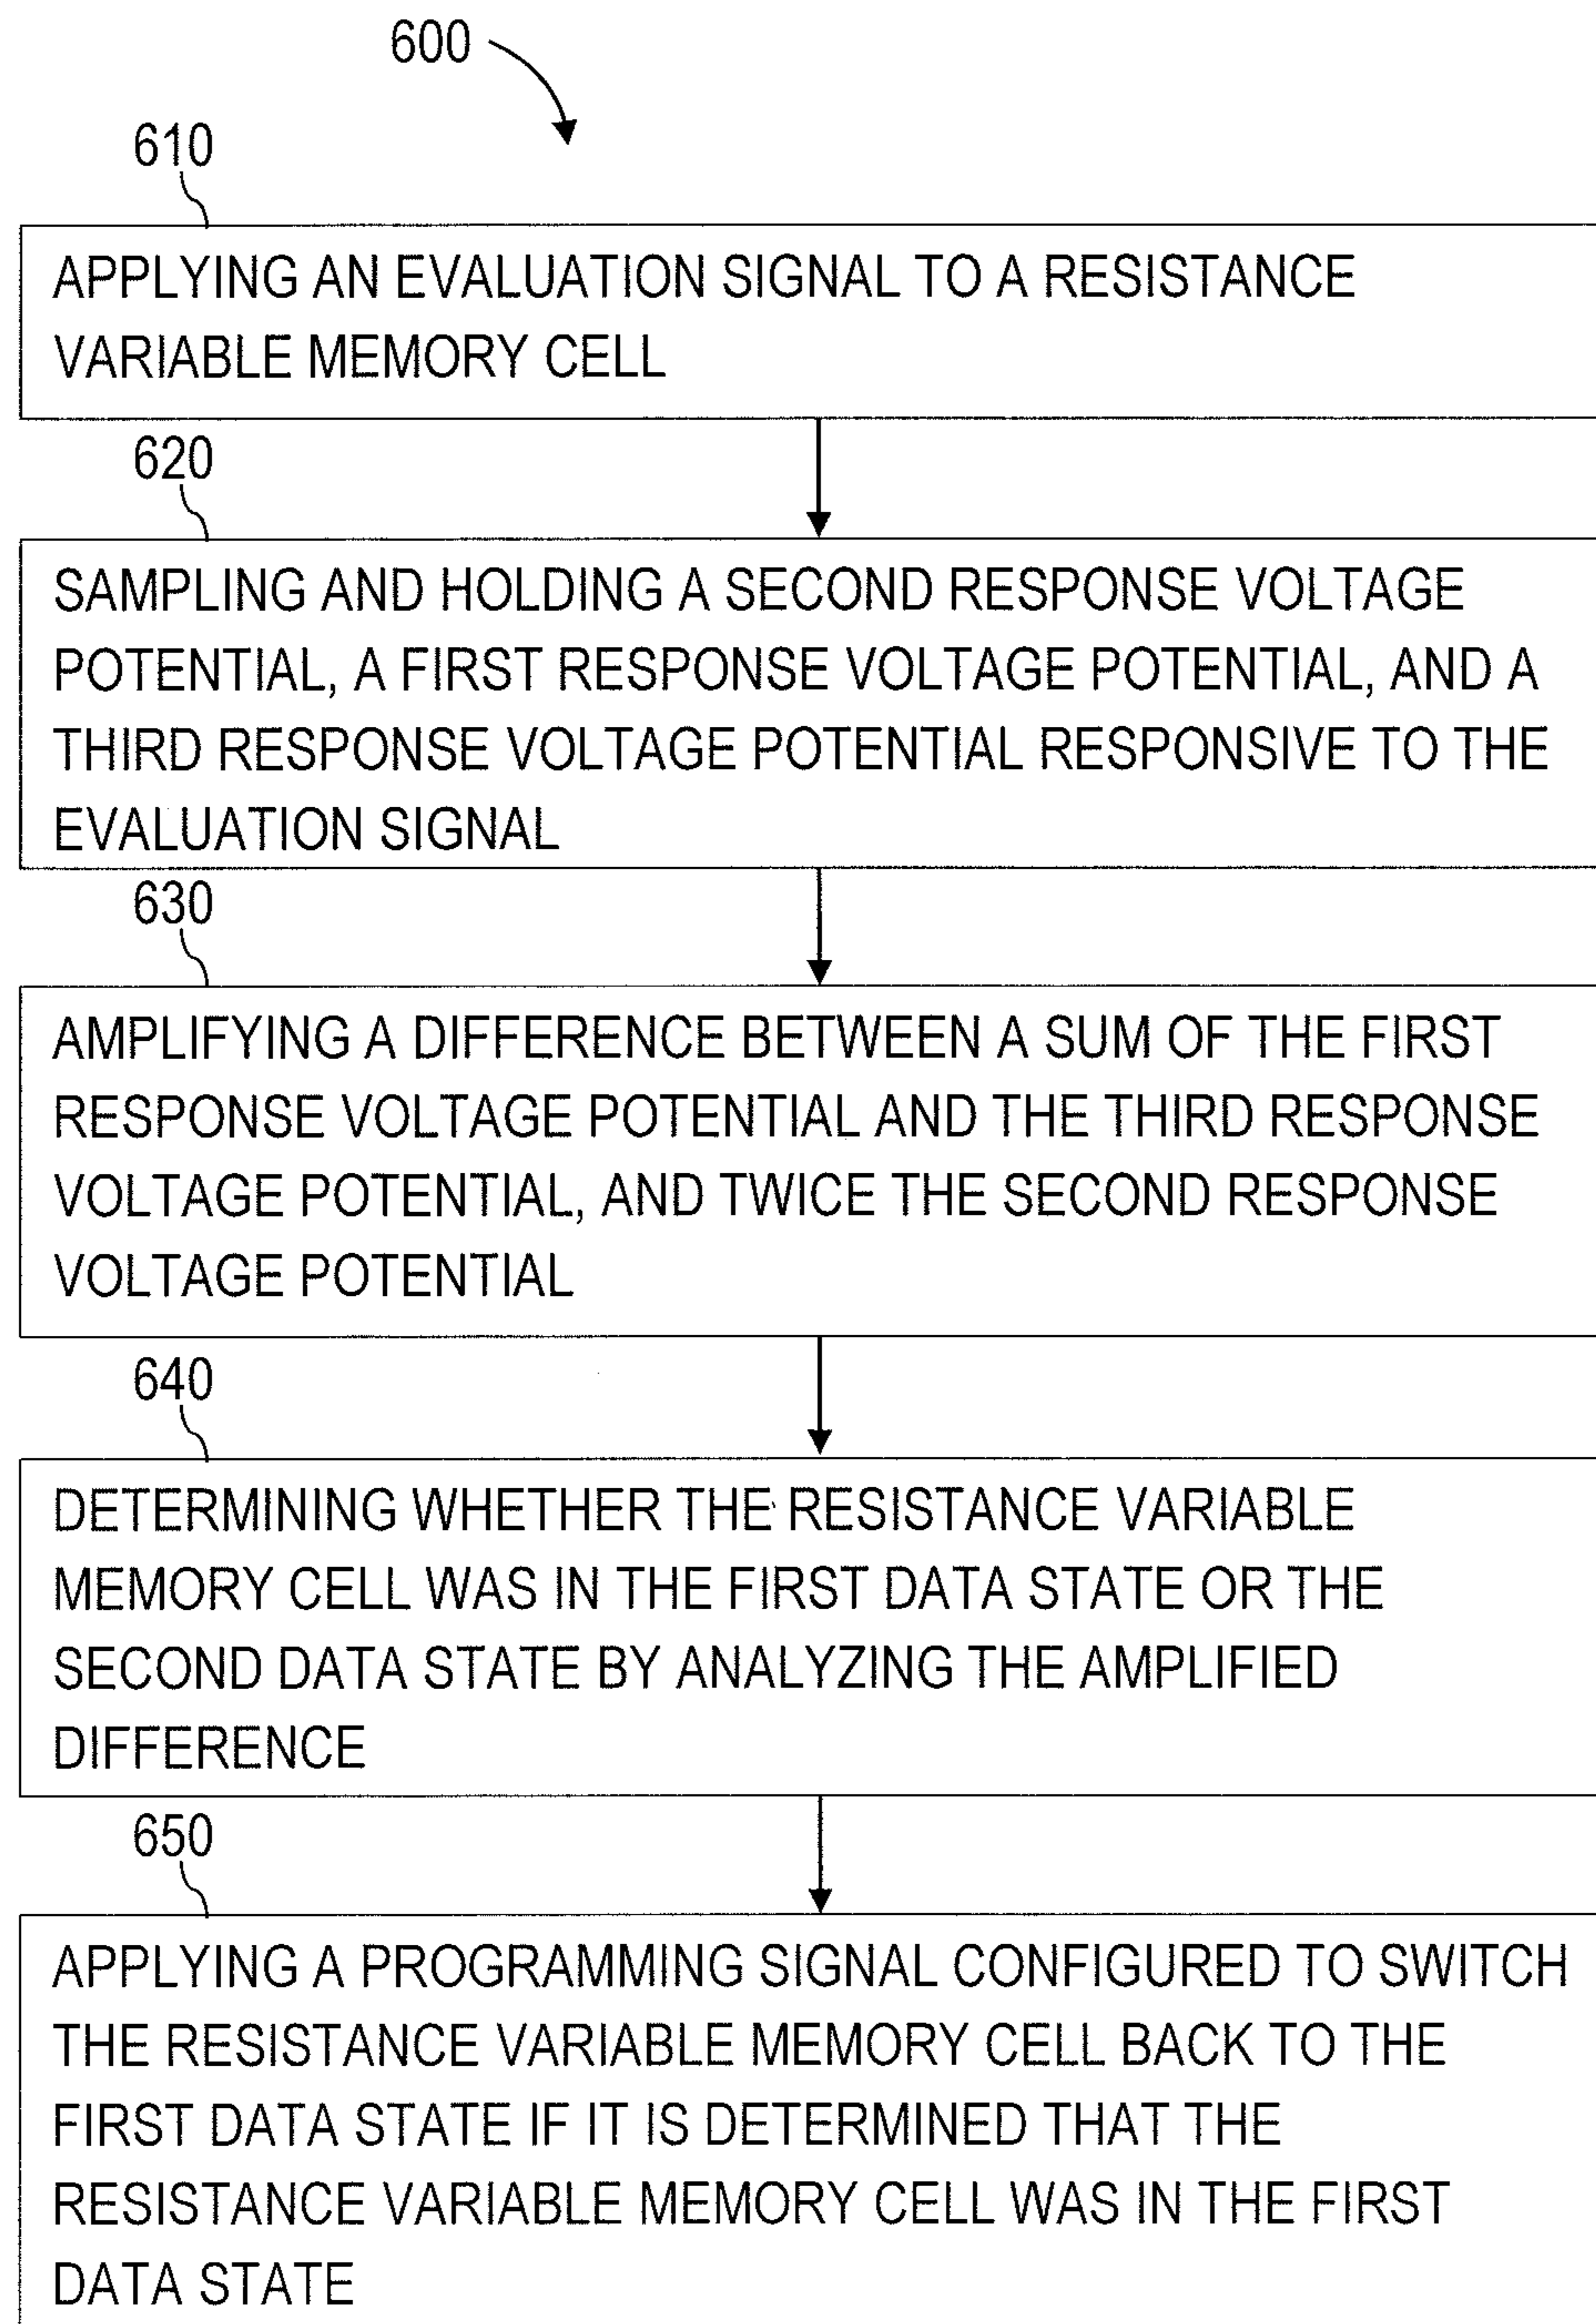 600
610
APPLYING AN EVALUATION SIGNAL TO A RESISTANCE
VARIABLE MEMORY CELL
620
SAMPLING AND HOLDING A SECOND RESPONSE VOLTAGE
POTENTIAL, A FIRST RESPONSE VOLTAGE POTENTIAL, AND A
THIRD RESPONSE VOLTAGE POTENTIAL RESPONSIVE TO THE
EVALUATION SIGNAL
630
AMPLIFYING A DIFFERENCE BETWEEN A SUM OF THE FIRST
RESPONSE VOLTAGE POTENTIAL AND THE THIRD RESPONSE
VOLTAGE POTENTIAL, AND TWICE THE SECOND RESPONSE
VOLTAGE POTENTIAL
640
DETERMINING WHETHER THE RESISTANCE VARIABLE
MEMORY CELL WAS IN THE FIRST DATA STATE OR THE
SECOND DATA STATE BY ANALYZING THE AMPLIFIED
DIFFERENCE
650
APPLYING A PROGRAMMING SIGNAL CONFIGURED TO SWITCH
THE RESISTANCE VARIABLE MEMORY CELL BACK TO THE
FIRST DATA STATE IF IT IS DETERMINED THAT THE
RESISTANCE VARIABLE MEMORY CELL WAS IN THE FIRST
DATA STATE